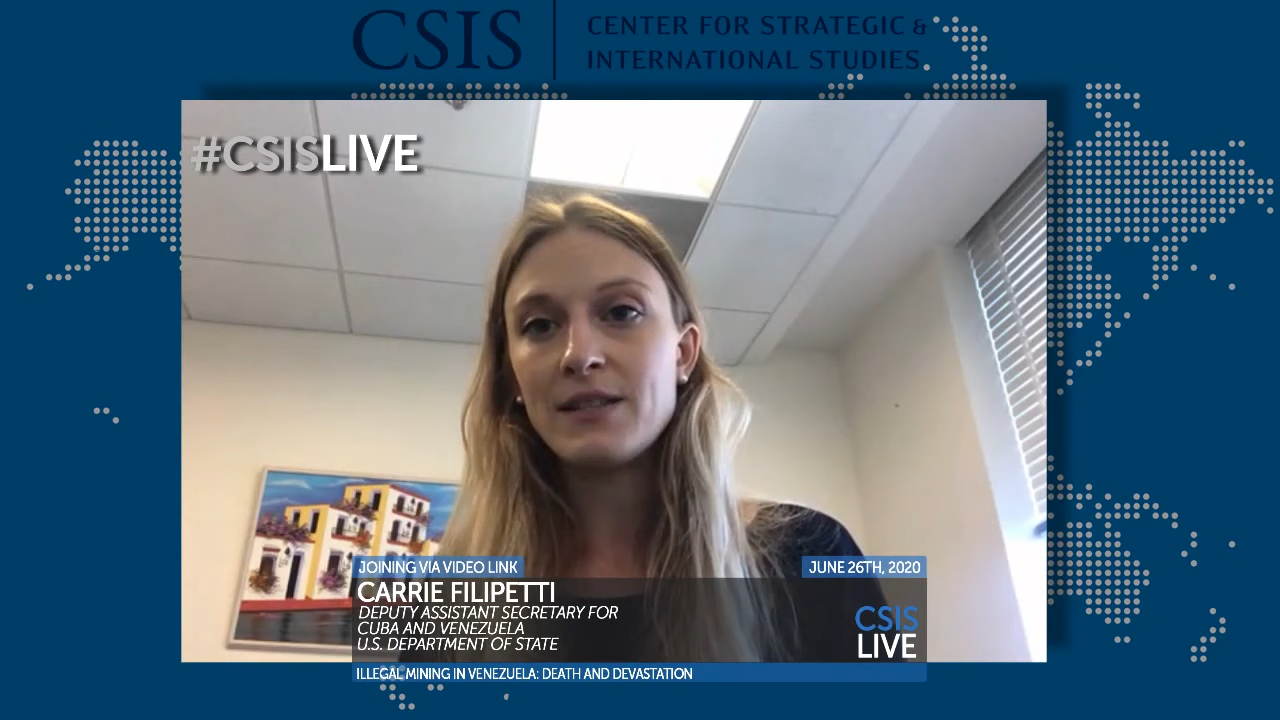 CSIS
CENTER FOR STRATEGIC &
INTERNATIONAL STUDIES
#CSISLIVE
JOINING VIA VIDEO LINK
JUNE 26TH, 2020
CARRIE FILIPETTI
DEPUTY ASSISTANT SECRETARY FOR
CUBA AND VENEZUELA
U.S. DEPARTMENT OF STATE
CSIS
LIVE
ILLEGAL MINING IN VENEZUELA: DEATH AND DEVASTATION